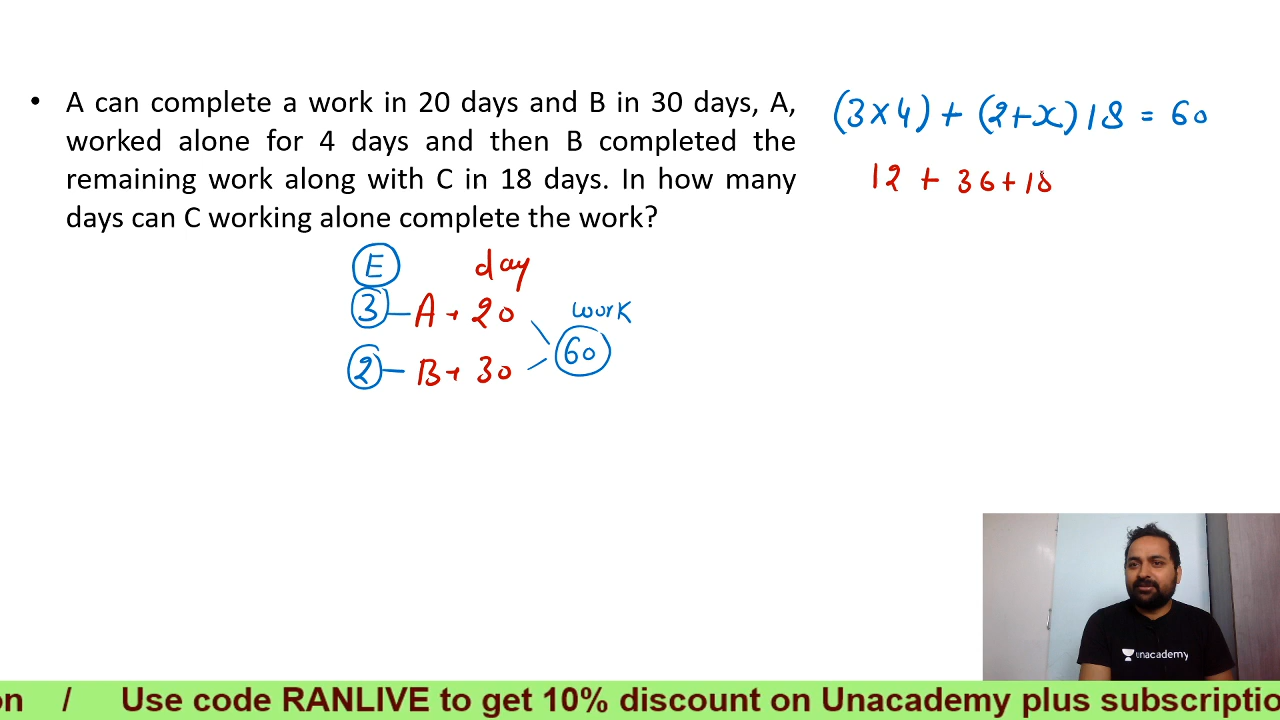 • A can complete a work in 20 days and B in 30 days, A,
worked alone for 4 days and then B completed the
remaining work along with C in 18 days. In how many
days can C working alone complete the work?
(3×4) + (2+x)18 = 60
12 + 36+18
E day
3 – A → 20
work
60
2 – B → 30
unacademy
on / Use code RANLIVE to get 10% discount on Unacademy plus subscriptio